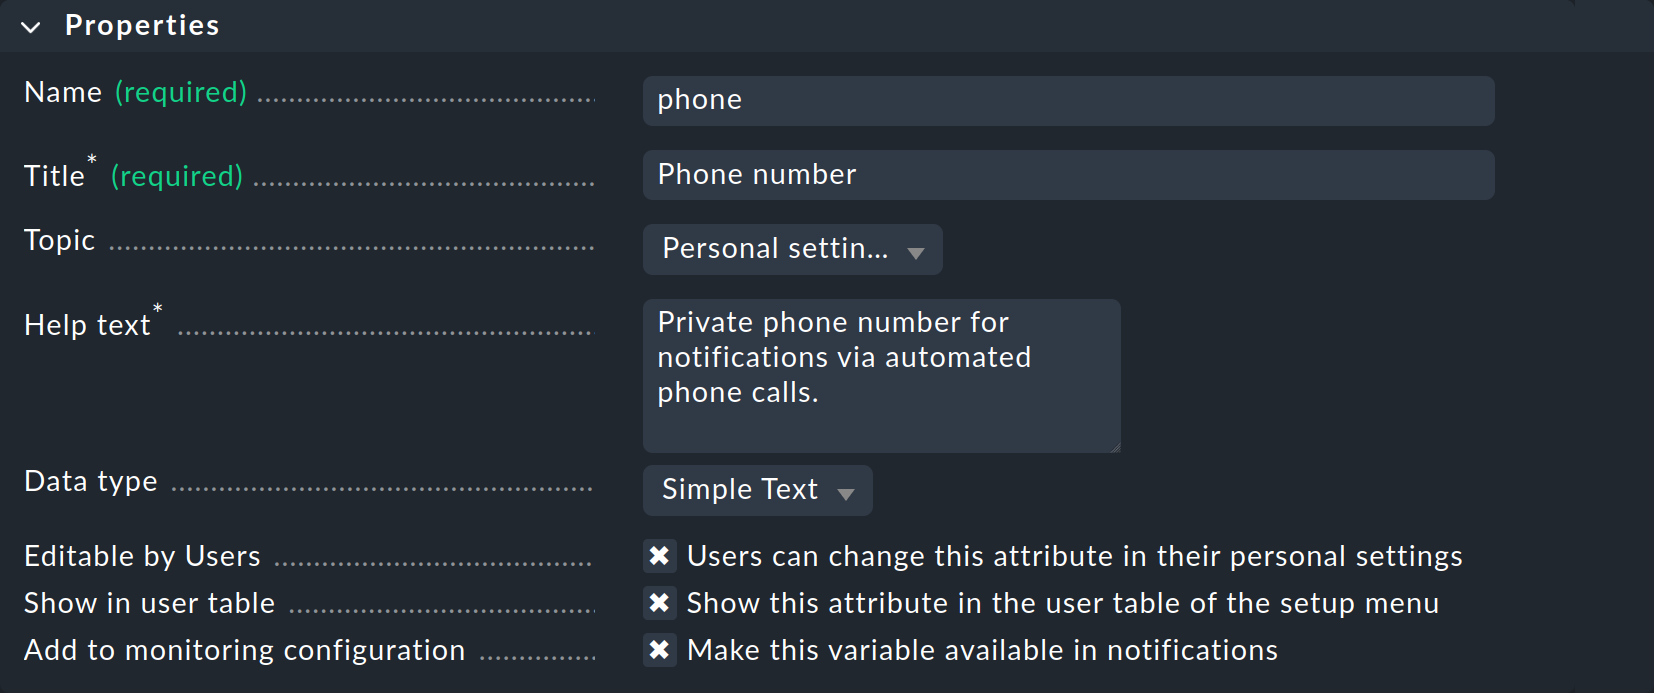 Properties
Name (required) phone
Title* (required) Phone number
Topic Personal settin...
Help text* Private phone number for
notifications via automated
phone calls.
Data type Simple Text
Editable by Users ✖ Users can change this attribute in their personal settings
Show in user table ✖ Show this attribute in the user table of the setup menu
Add to monitoring configuration ✖ Make this variable available in notifications